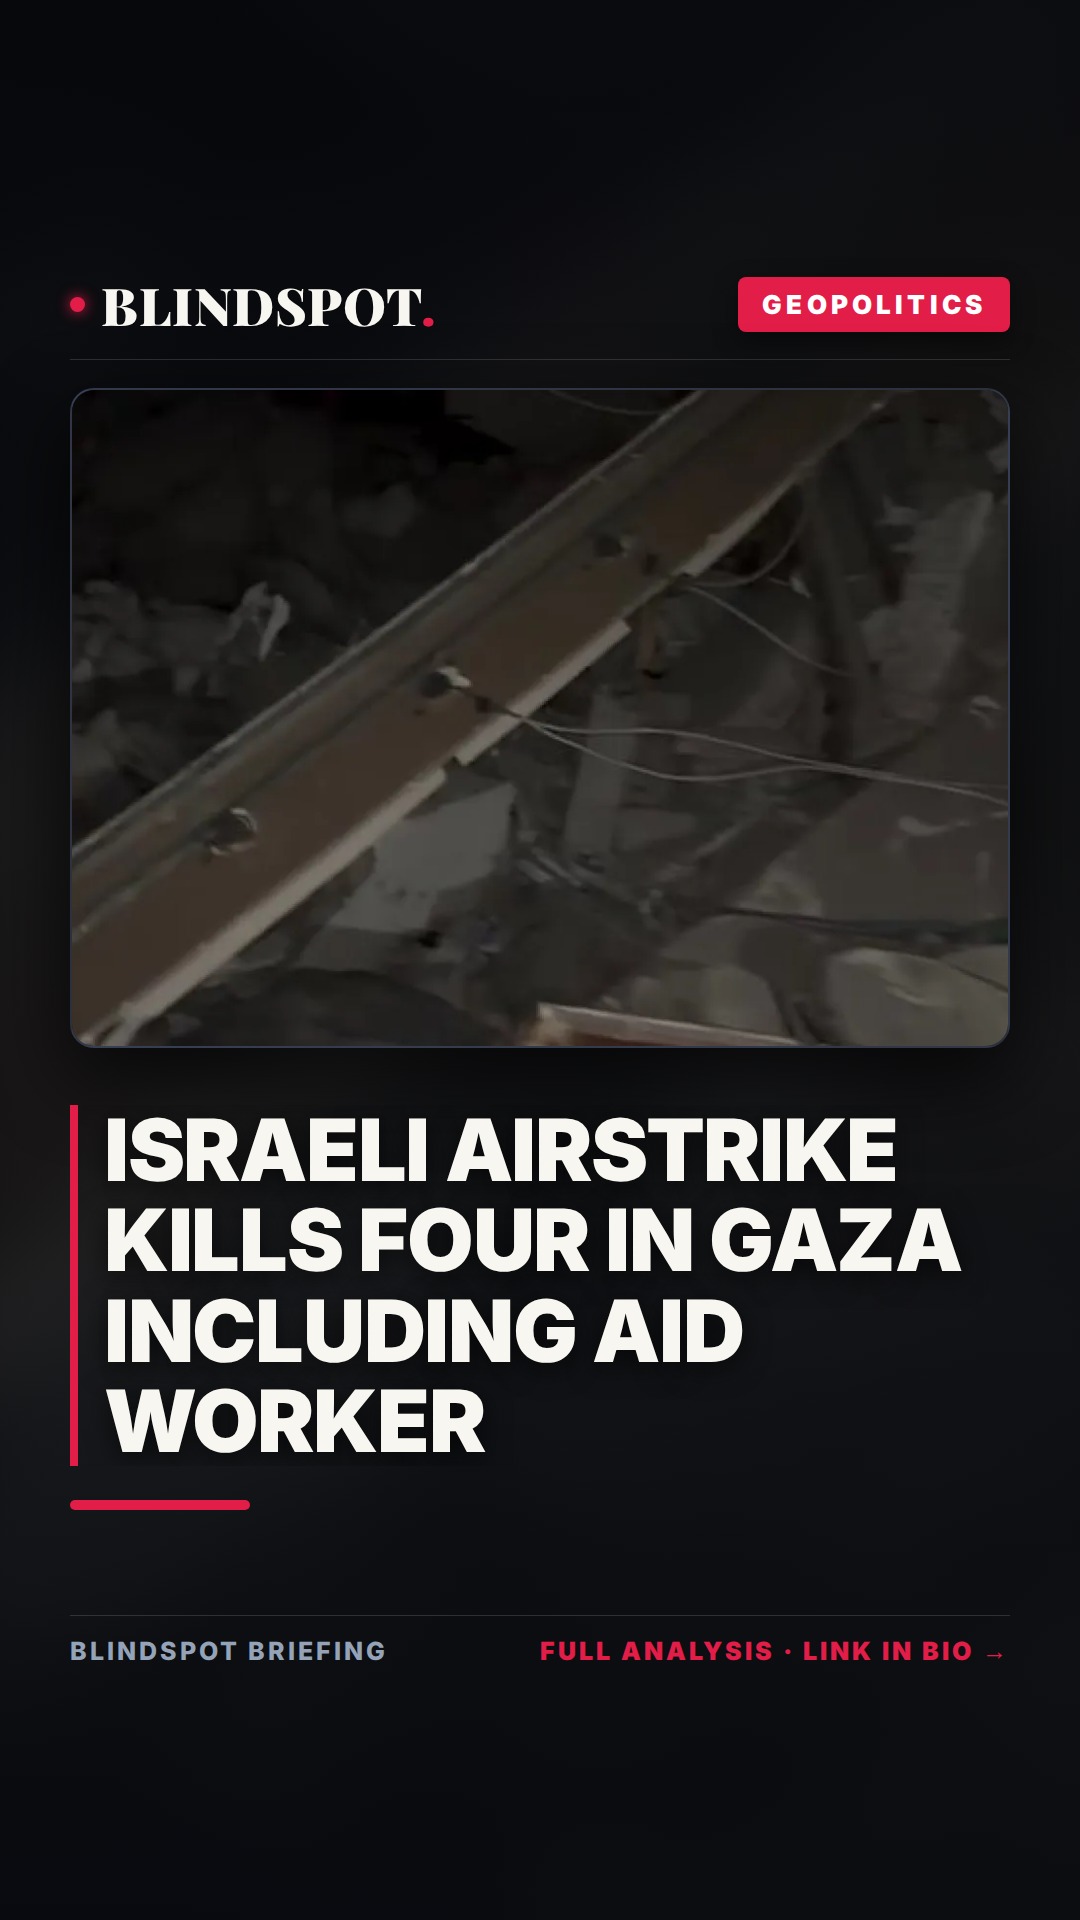 BLINDSPOT.
GEOPOLITICS
ISRAELI AIRSTRIKE
KILLS FOUR IN GAZA
INCLUDING AID
WORKER
BLINDSPOT BRIEFING
FULL ANALYSIS · LINK IN BIO →